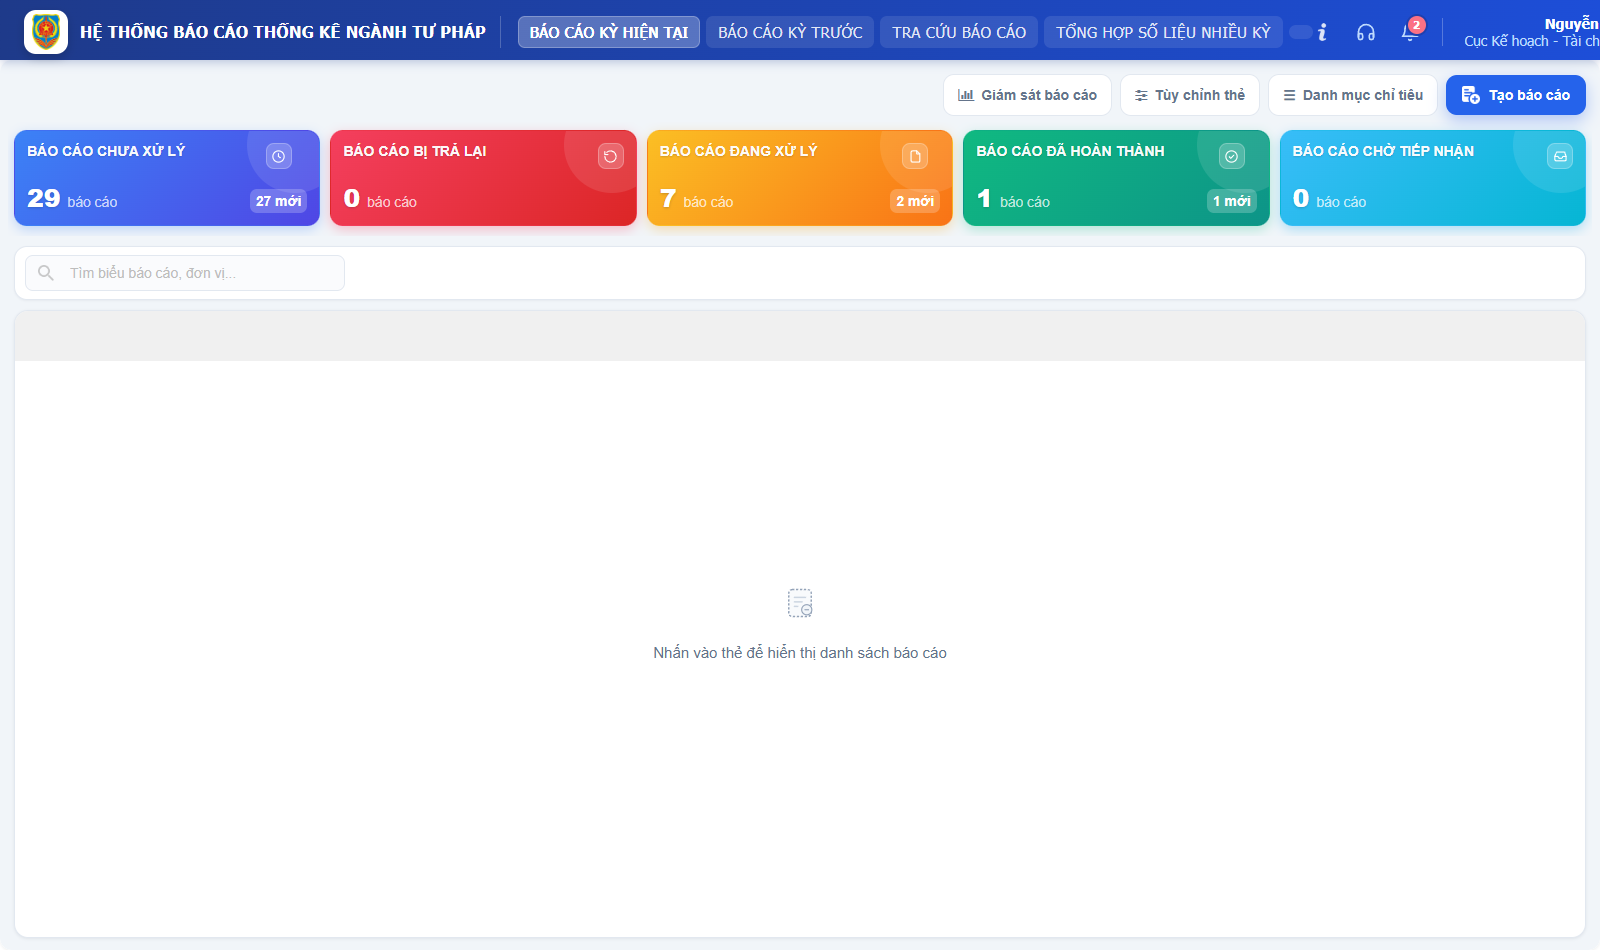 HỆ THỐNG BÁO CÁO THỐNG KÊ NGÀNH TƯ PHÁP
BÁO CÁO KỲ HIỆN TẠI
BÁO CÁO KỲ TRƯỚC
TRA CỨU BÁO CÁO
TỔNG HỢP SỐ LIỆU NHIỀU KỲ
2
Nguyễn
Cục Kế hoạch - Tài ch
Giám sát báo cáo
Tùy chỉnh thẻ
Danh mục chỉ tiêu
Tạo báo cáo
BÁO CÁO CHƯA XỬ LÝ
29 báo cáo
27 mới
BÁO CÁO BỊ TRẢ LẠI
0 báo cáo
BÁO CÁO ĐANG XỬ LÝ
7 báo cáo
2 mới
BÁO CÁO ĐÃ HOÀN THÀNH
1 báo cáo
1 mới
BÁO CÁO CHỜ TIẾP NHẬN
0 báo cáo
Tìm biểu báo cáo, đơn vị...
Nhấn vào thẻ để hiển thị danh sách báo cáo